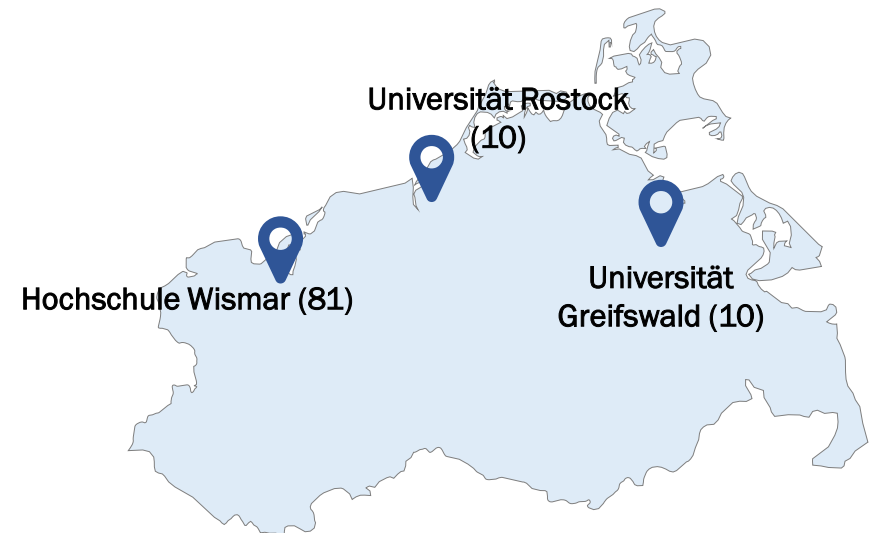 Universität Rostock
(10)
Hochschule Wismar (81)
Universität
Greifswald (10)